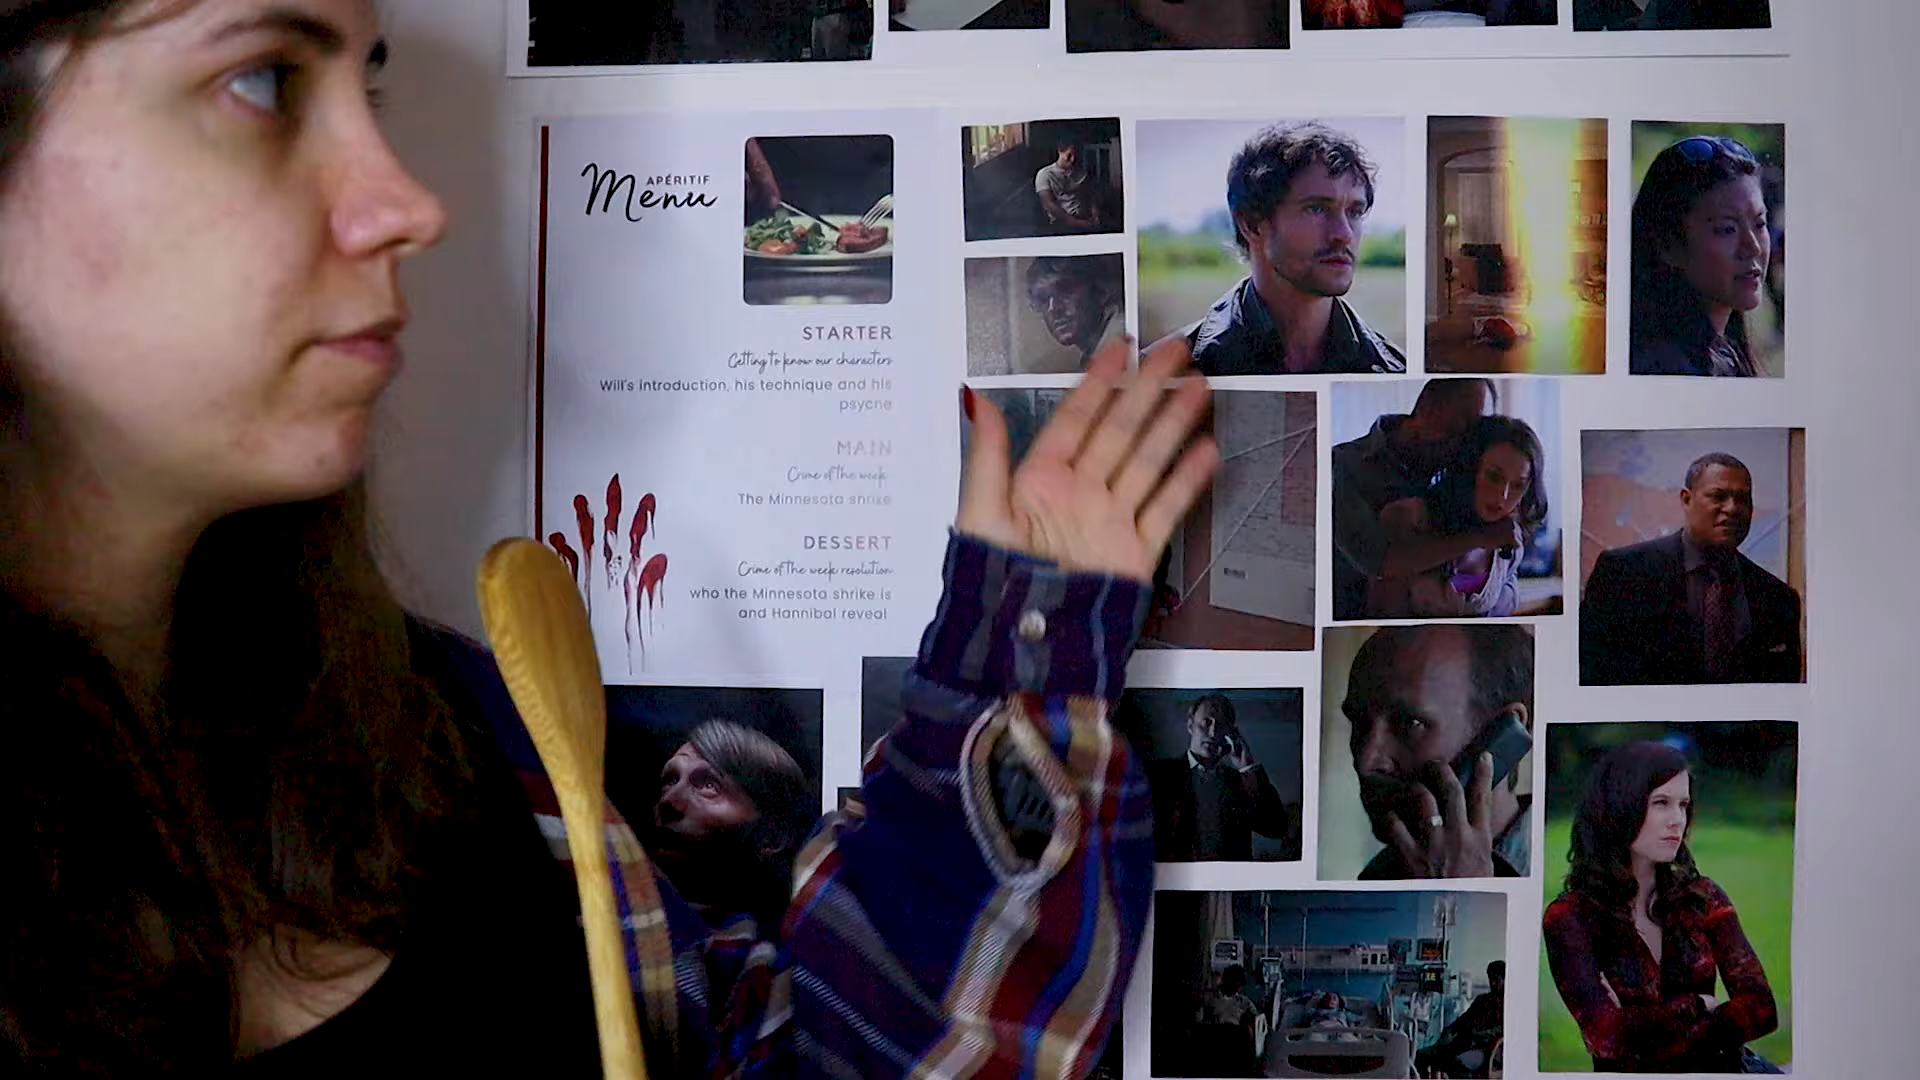 APÉRITIF
Menu
STARTER
Getting to know our characters
Will's introduction, his technique and his
psyche
MAIN
Crime of the week
The Minnesota shrike
DESSERT
Crime of the week resolution
who the Minnesota shrike is
and Hannibal reveal